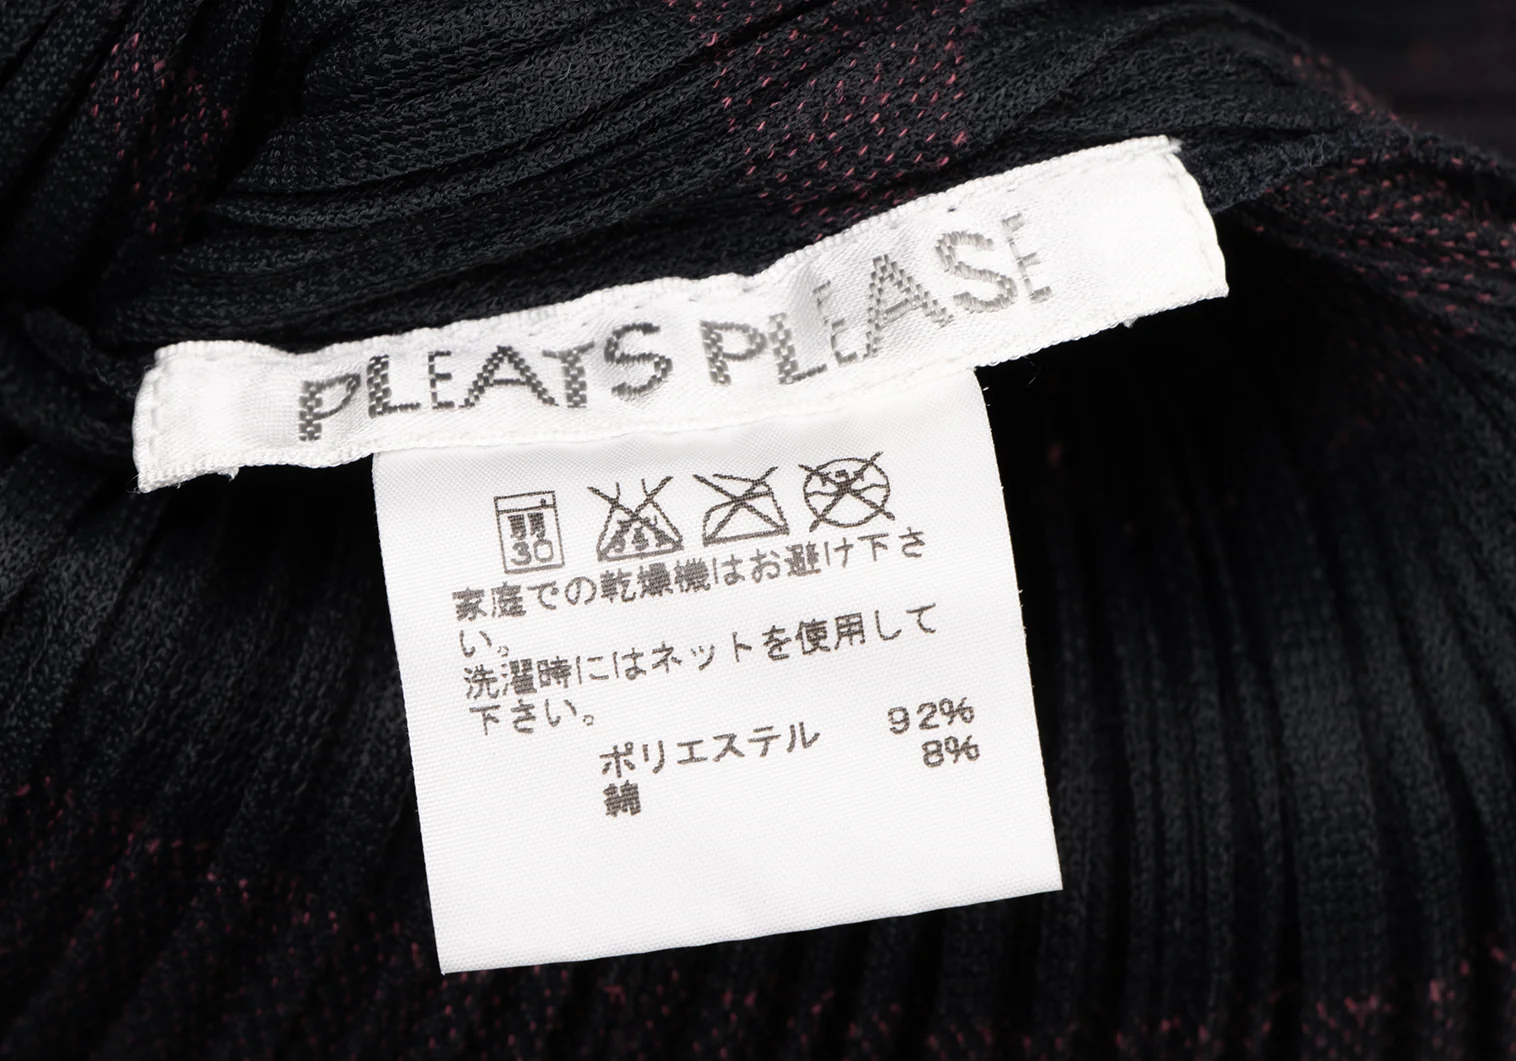 PLEATS PLEASE
30
家庭での乾燥機はお避け下さ
い。
洗濯時にはネットを使用して
下さい。
ポリエステル 92%
綿 8%